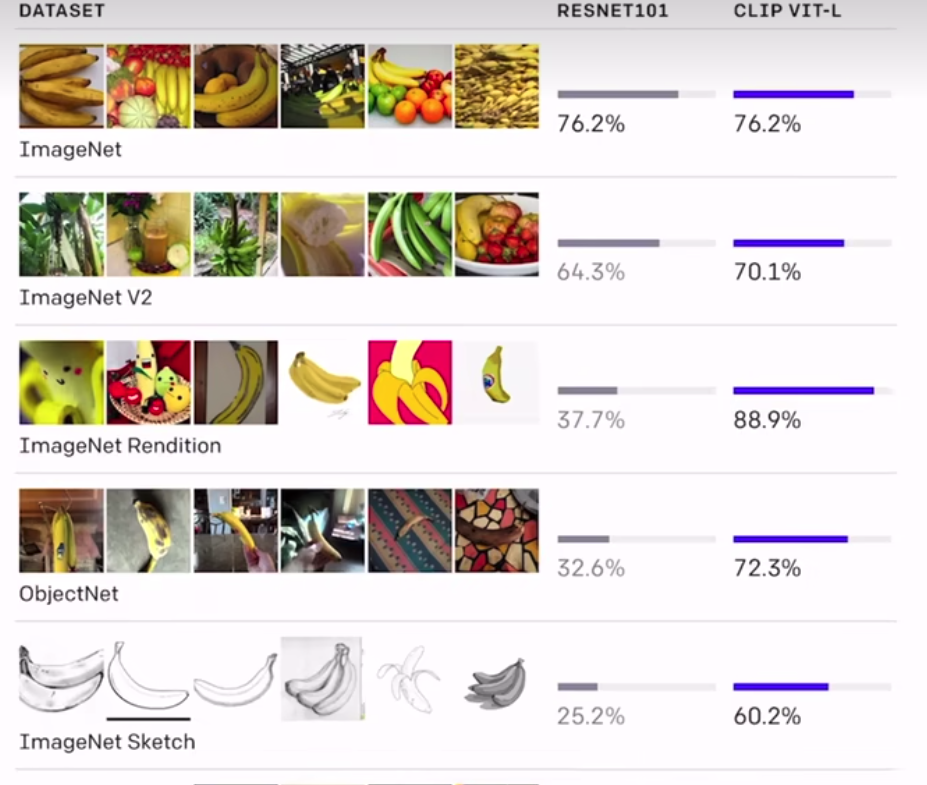 DATASET RESNET101 CLIP VIT-L
76.2% 76.2%
ImageNet
64.3% 70.1%
ImageNet V2
37.7% 88.9%
ImageNet Rendition
32.6% 72.3%
ObjectNet
25.2% 60.2%
ImageNet Sketch